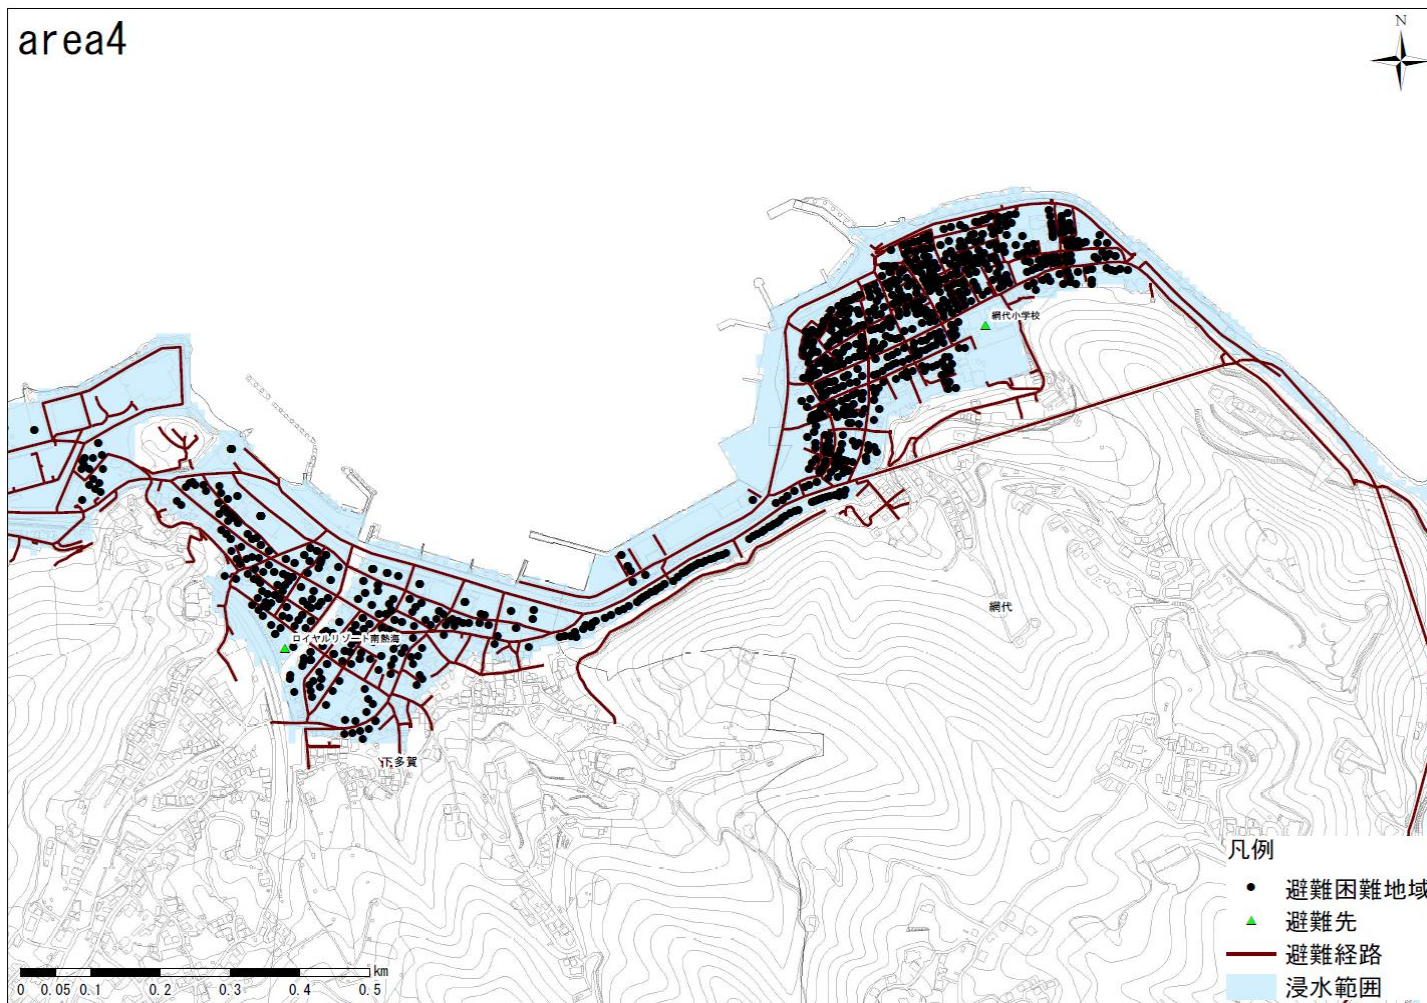 area4
N
網代小学校
網代
ロイヤルリゾート南熱海
下多賀
凡例
避難困難地域
避難先
避難経路
浸水範囲
km
0 0.05 0.1 0.2 0.3 0.4 0.5